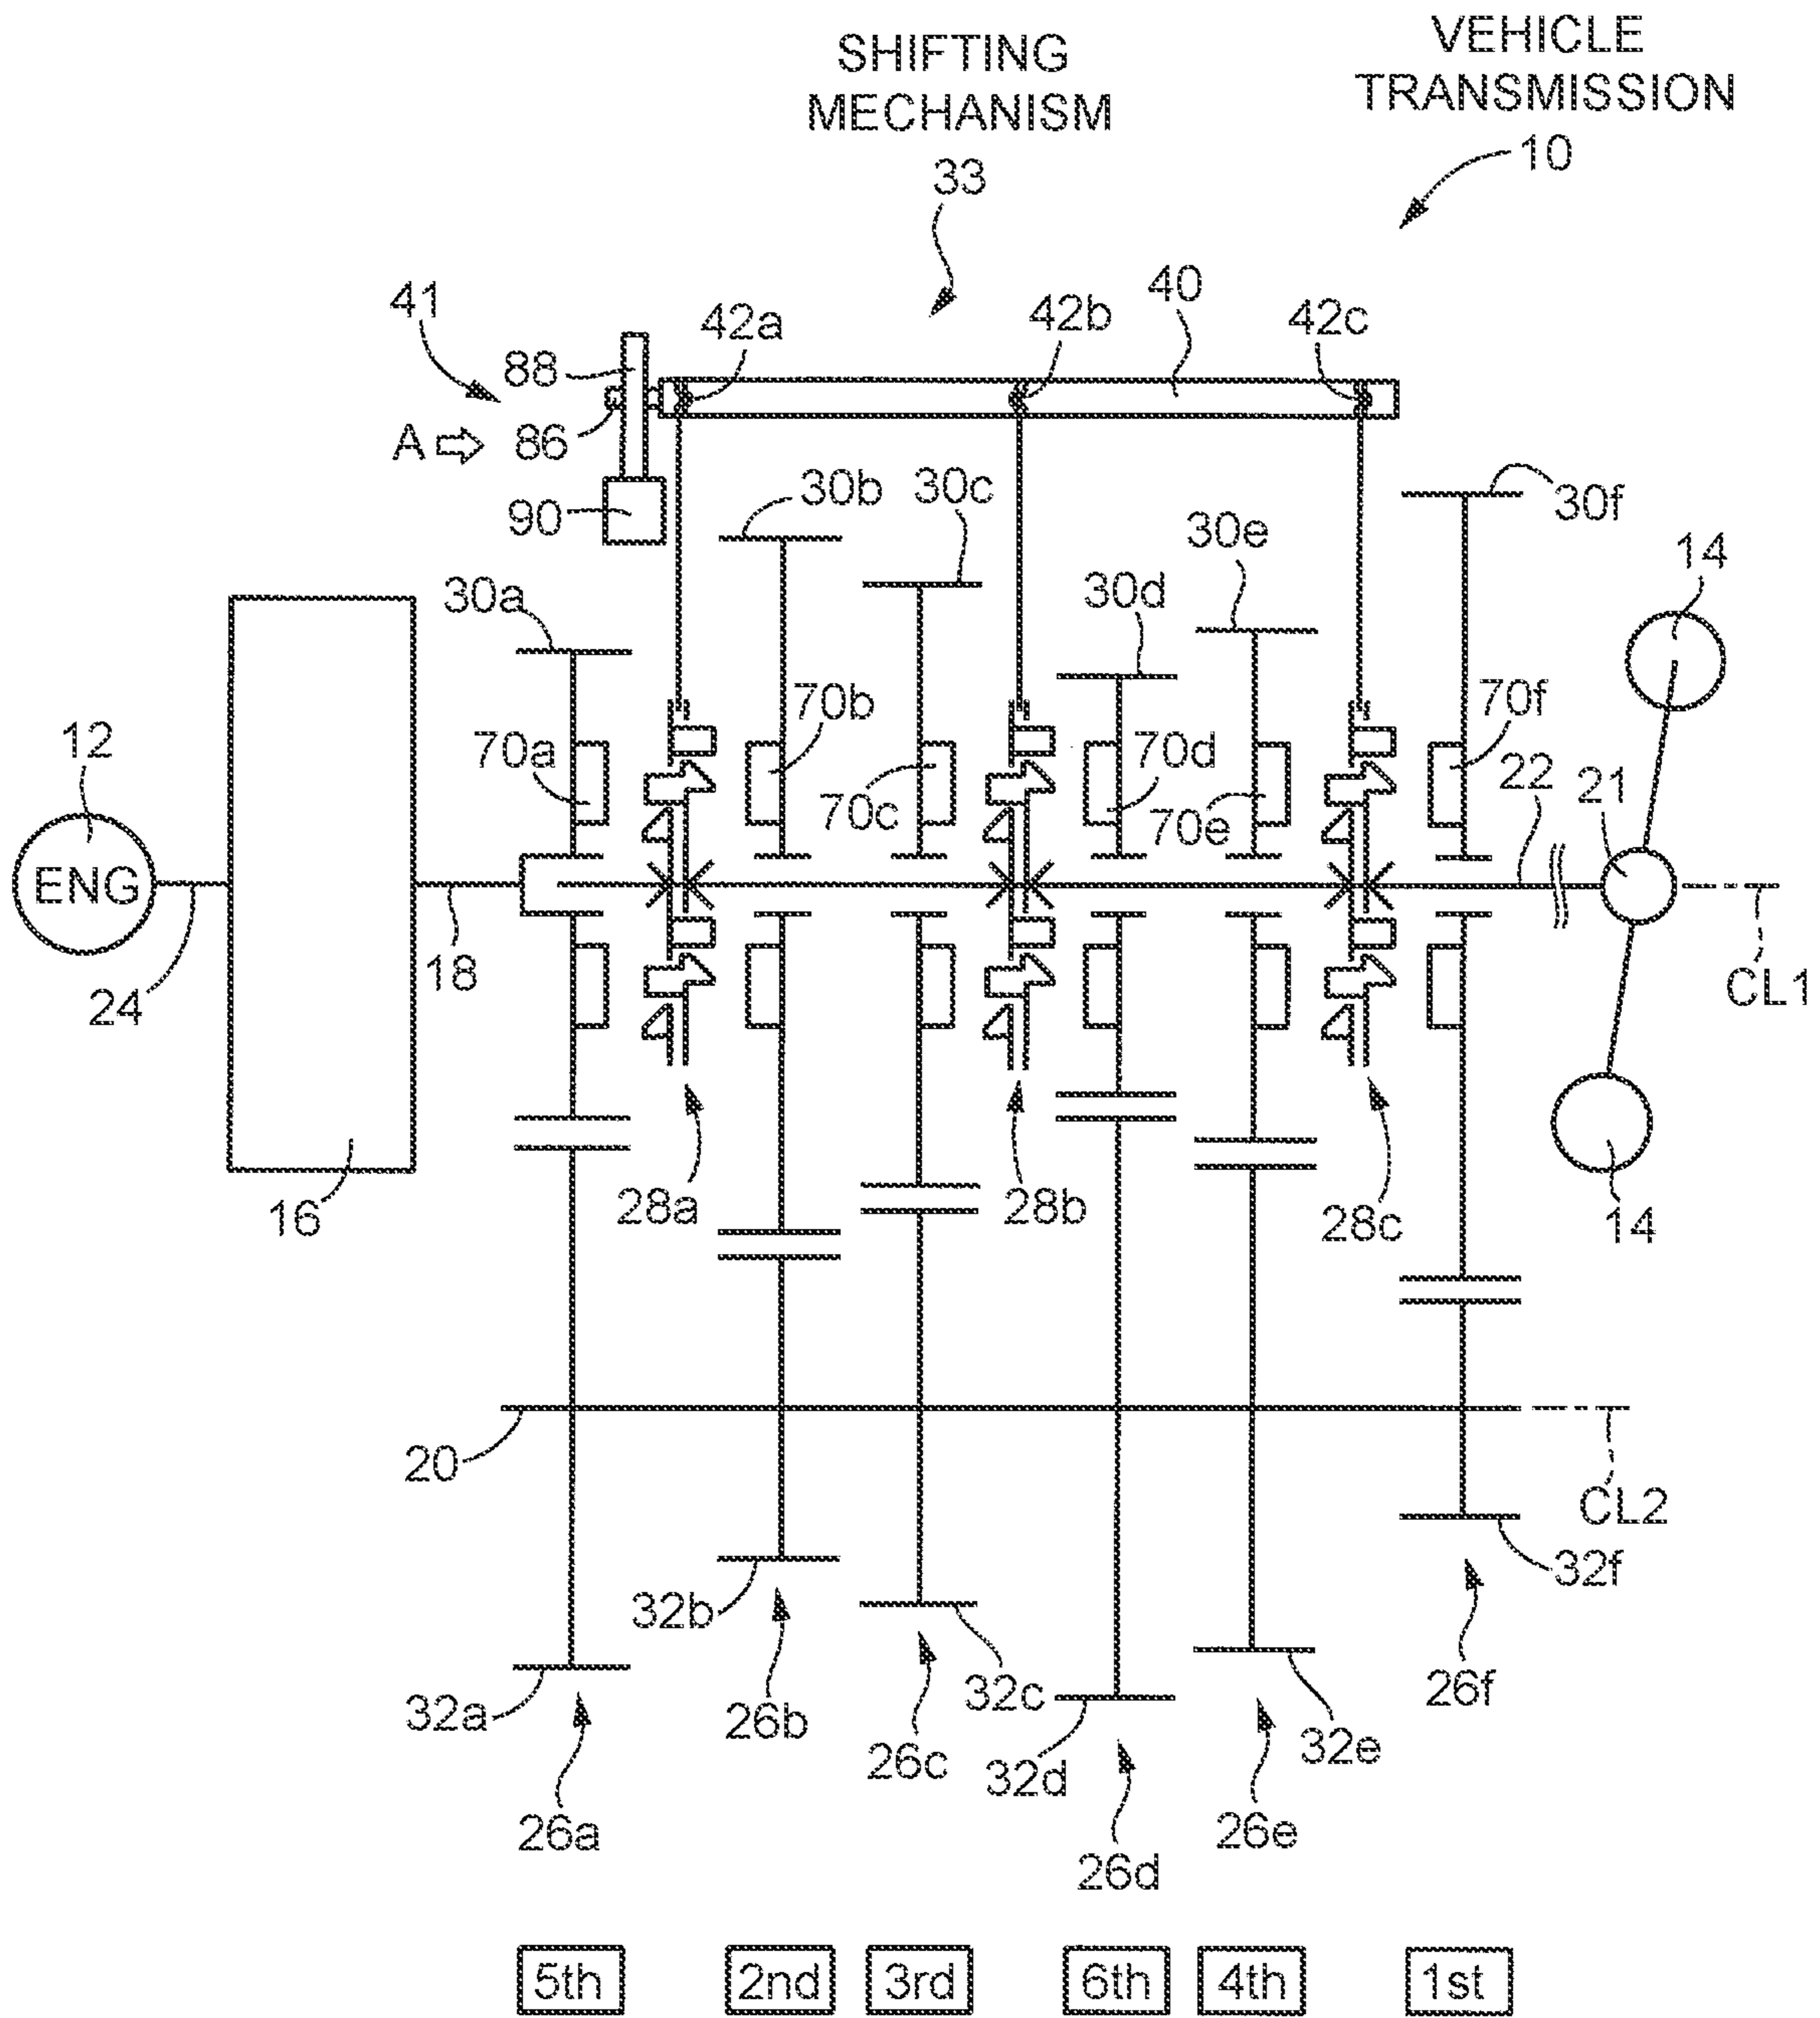 VEHICLE
TRANSMISSION
10
SHIFTING
MECHANISM
33
41
88
42a
42b
40
42c
A
86
90
30b
30c
30f
30e
14
30a
30d
12
70a
70b
70c
70d
70e
70f
22
21
ENG
24
18
CL1
16
28a
28b
28c
14
20
CL2
32f
32b
32a
26b
32c
26c
32d
32e
26f
26a
26d
26e
5th
2nd
3rd
6th
4th
1st